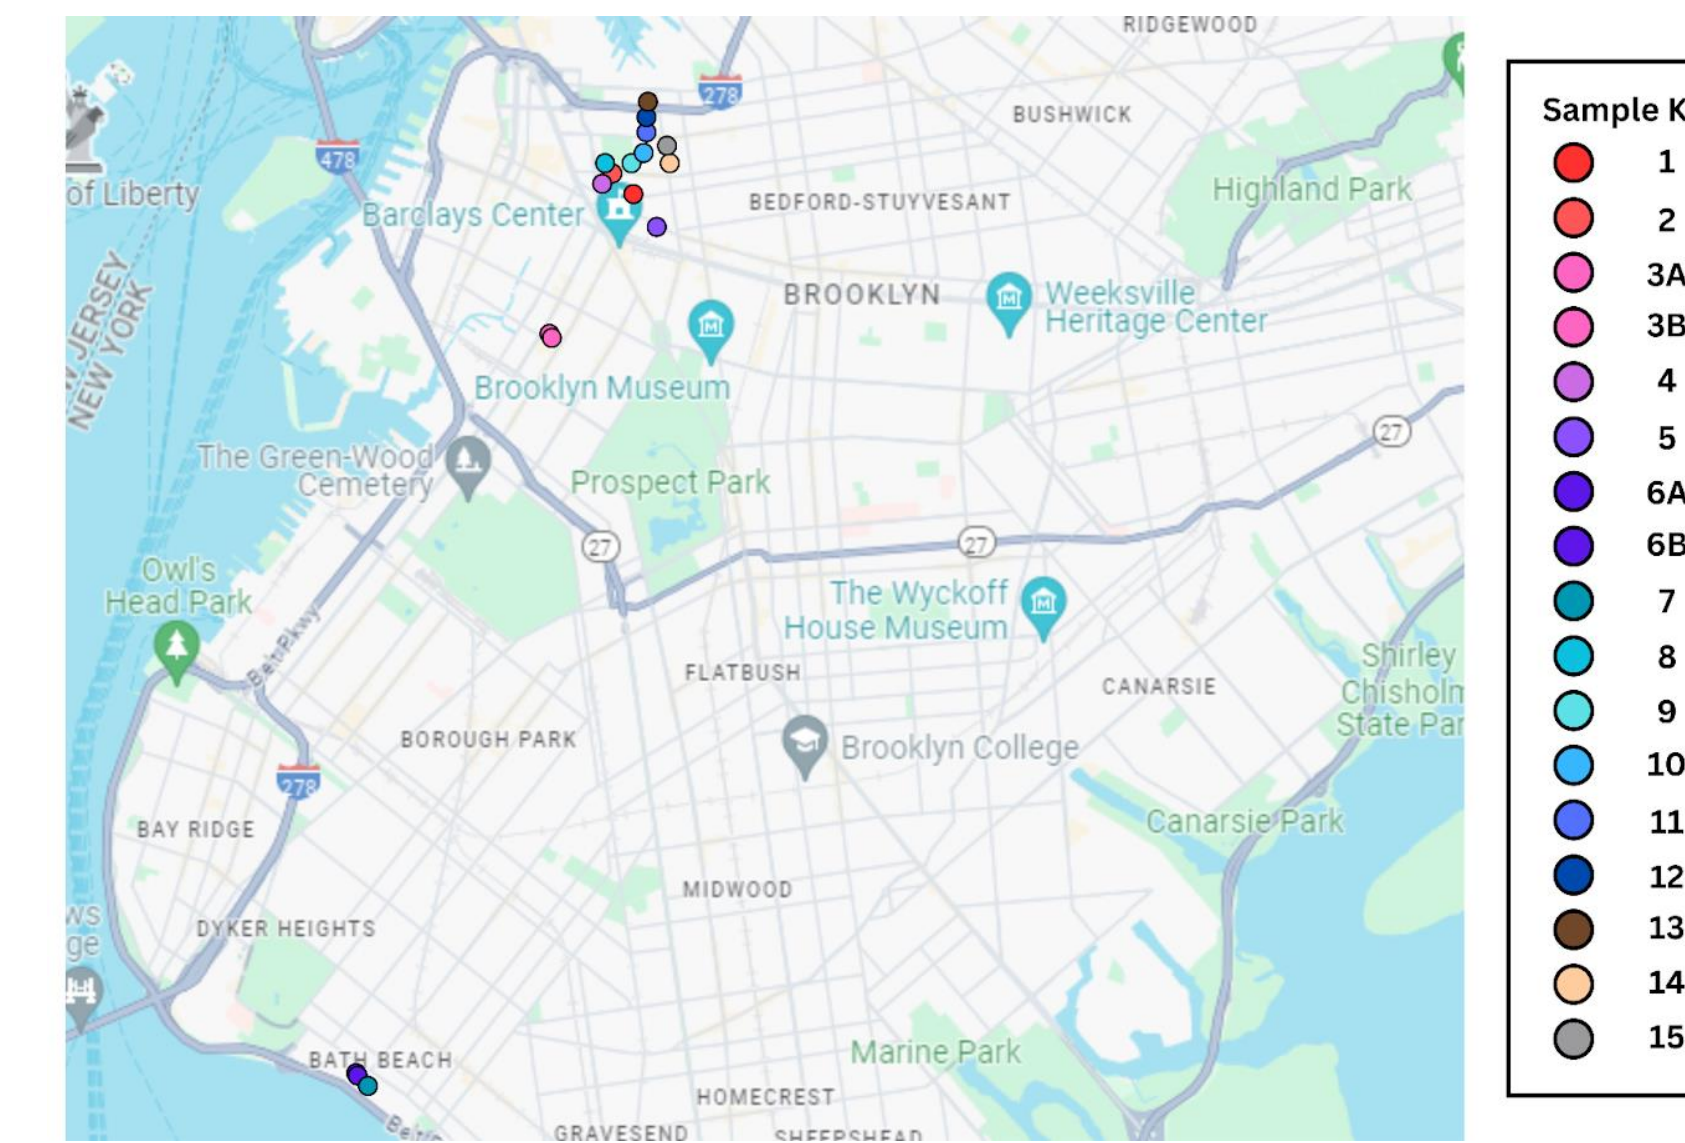 RIDGEWOOD
278
BUSHWICK
478
of Liberty
Highland Park
BEDFORD-STUYVESANT
Barclays Center
NEW YORK
BROOKLYN
Weeksville
Heritage Center
Brooklyn Museum
27
The Green-Wood
Cemetery
Prospect Park
27
27
Owl's
Head Park
The Wyckoff
House Museum
Belt Pkwy
FLATBUSH
Shirley
Chisholm
State Par
CANARSIE
BOROUGH PARK
Brooklyn College
278
BAY RIDGE
Canarsie Park
MIDWOOD
ws
ge
DYKER HEIGHTS
BATH BEACH
Marine Park
HOMECREST
GRAVESEND
SHEEPSHEAD
W JERSEY
Sample K
1
2
3A
3B
4
5
6A
6B
7
8
9
10
11
12
13
14
15